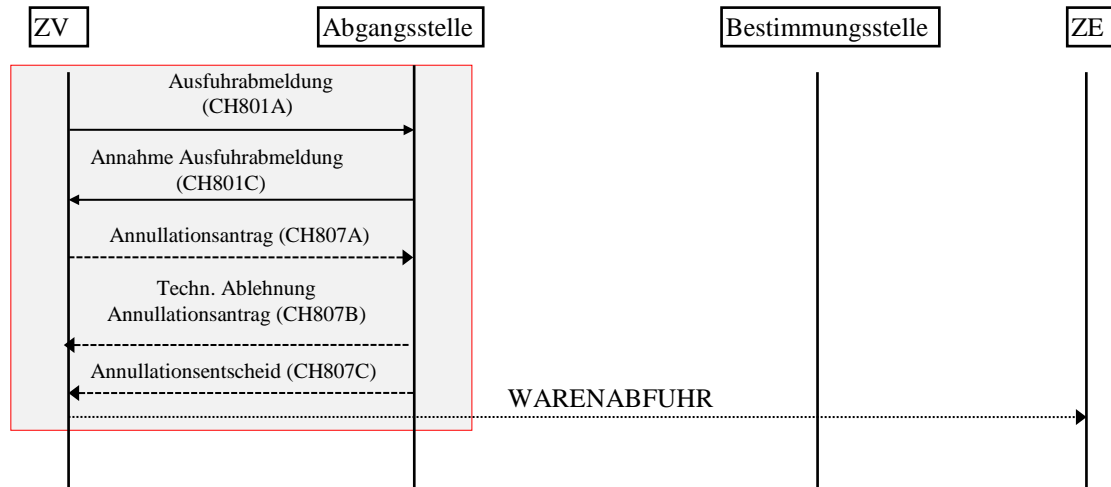 ZV
Abgangsstelle
Bestimmungsstelle
ZE
Ausfuhrabmeldung
(CH801A)
Annahme Ausfuhrabmeldung
(CH801C)
Annullationsantrag (CH807A)
Techn. Ablehnung
Annullationsantrag (CH807B)
Annullationsentscheid (CH807C)
WARENABFUHR